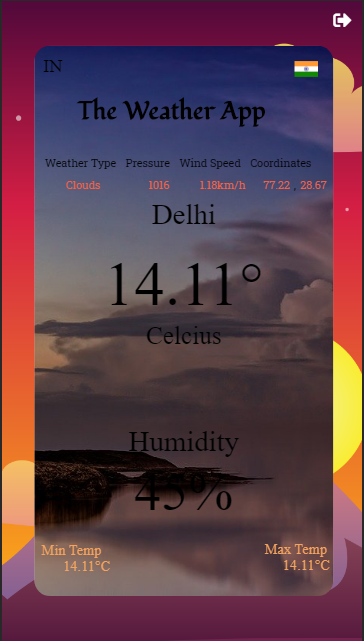 IN
The Weather App
Weather Type Pressure Wind Speed Coordinates
Clouds 1016 1.18km/h 77.22 , 28.67
Delhi
14.11°
Celcius
Humidity
45%
Min Temp Max Temp
14.11°C 14.11°C